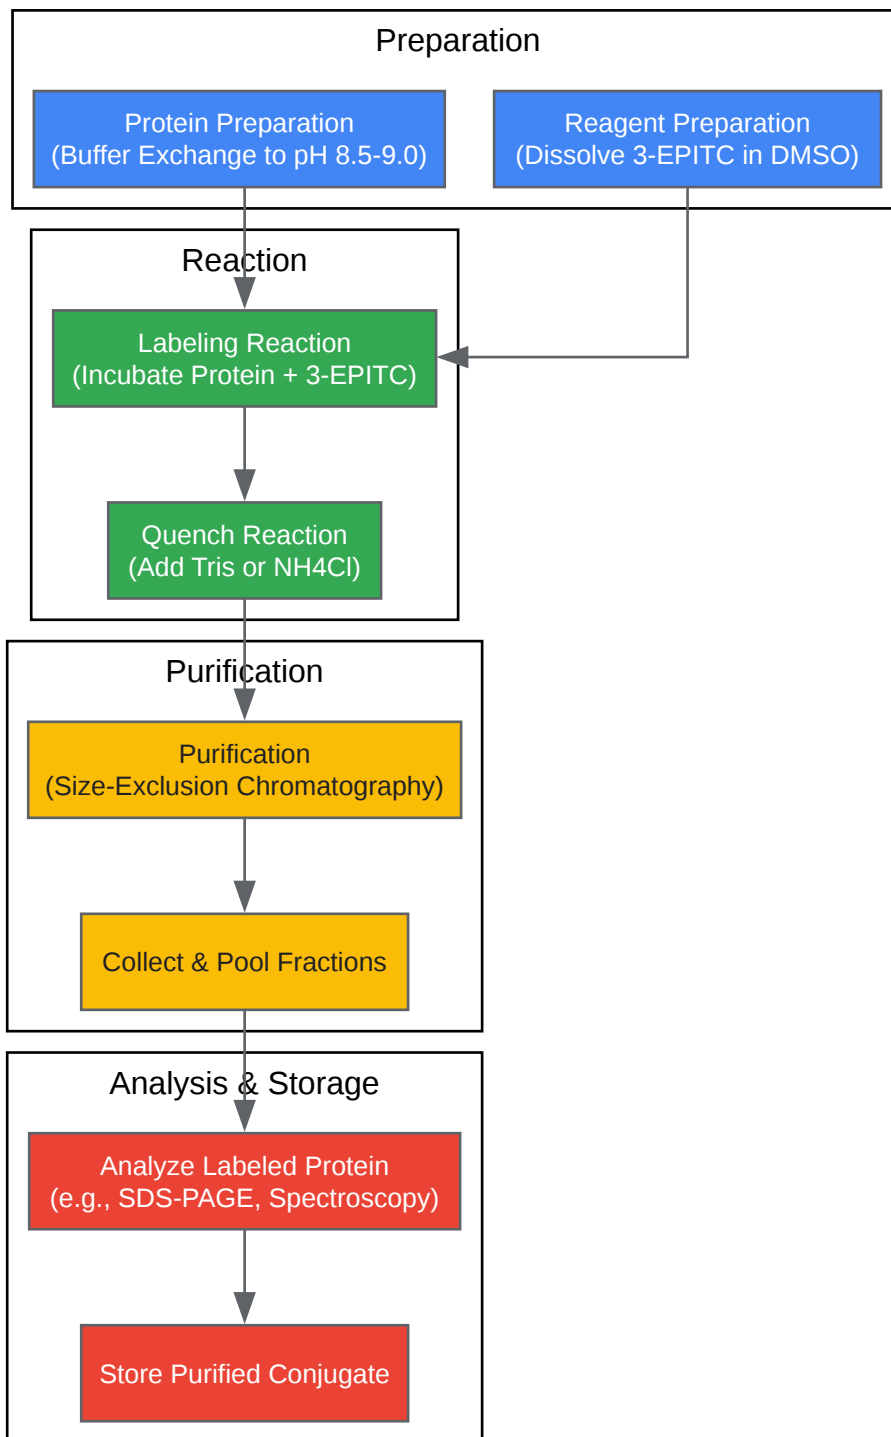 Preparation
Protein Preparation
(Buffer Exchange to pH 8.5-9.0)
Reagent Preparation
(Dissolve 3-EPITC in DMSO)
Reaction
Labeling Reaction
(Incubate Protein + 3-EPITC)
Quench Reaction
(Add Tris or NH4Cl)
Purification
Purification
(Size-Exclusion Chromatography)
Collect & Pool Fractions
Analysis & Storage
Analyze Labeled Protein
(e.g., SDS-PAGE, Spectroscopy)
Store Purified Conjugate